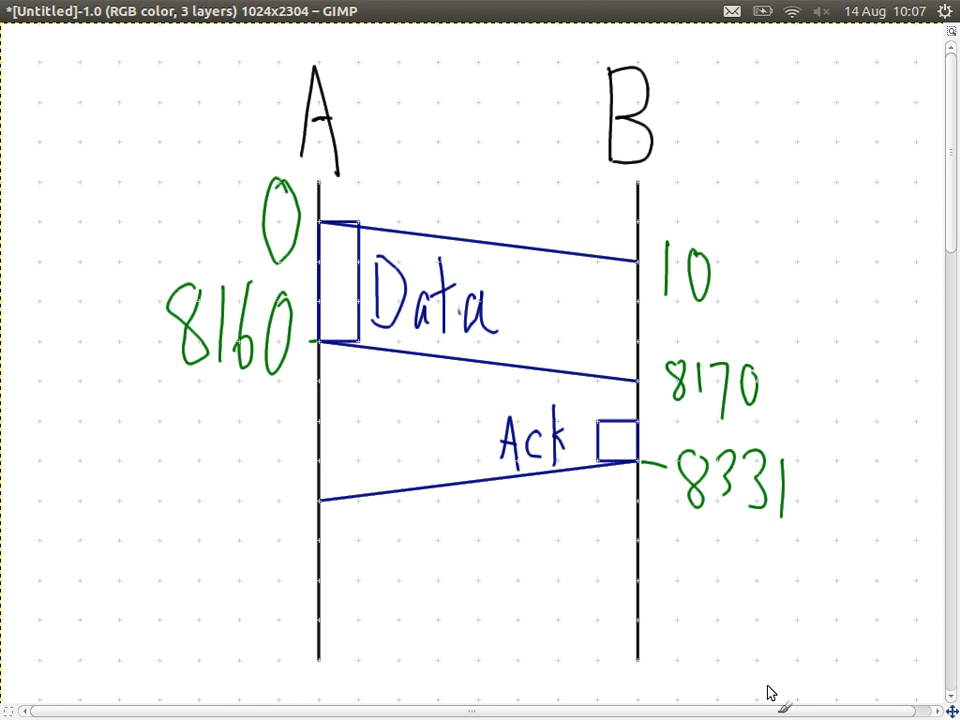 *[Untitled]-1.0 (RGB color, 3 layers) 1024x2304 – GIMP
14 Aug 10:07
A
B
0
10
8160
Data
8170
Ack
8331